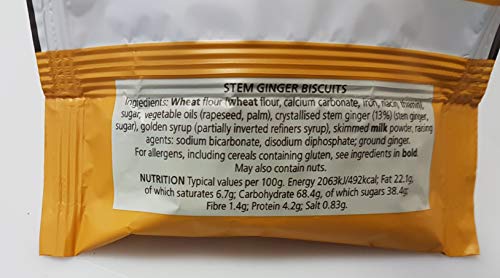 STEM GINGER BISCUITS
Ingredients: Wheat flour (wheat flour, calcium carbonate, iron, niacin, thiamin),
sugar, vegetable oils (rapeseed, palm), crystallised stem ginger (13%) (stem ginger,
sugar), golden syrup (partially inverted refiners syrup), skimmed milk powder, raising
agents: sodium bicarbonate, disodium diphosphate; ground ginger.
For allergens, including cereals containing gluten, see ingredients in bold.
May also contain nuts.
NUTRITION Typical values per 100g. Energy 2063kJ/492kcal; Fat 22.1g,
of which saturates 6.7g; Carbohydrate 68.4g, of which sugars 38.4g;
Fibre 1.4g; Protein 4.2g; Salt 0.83g.